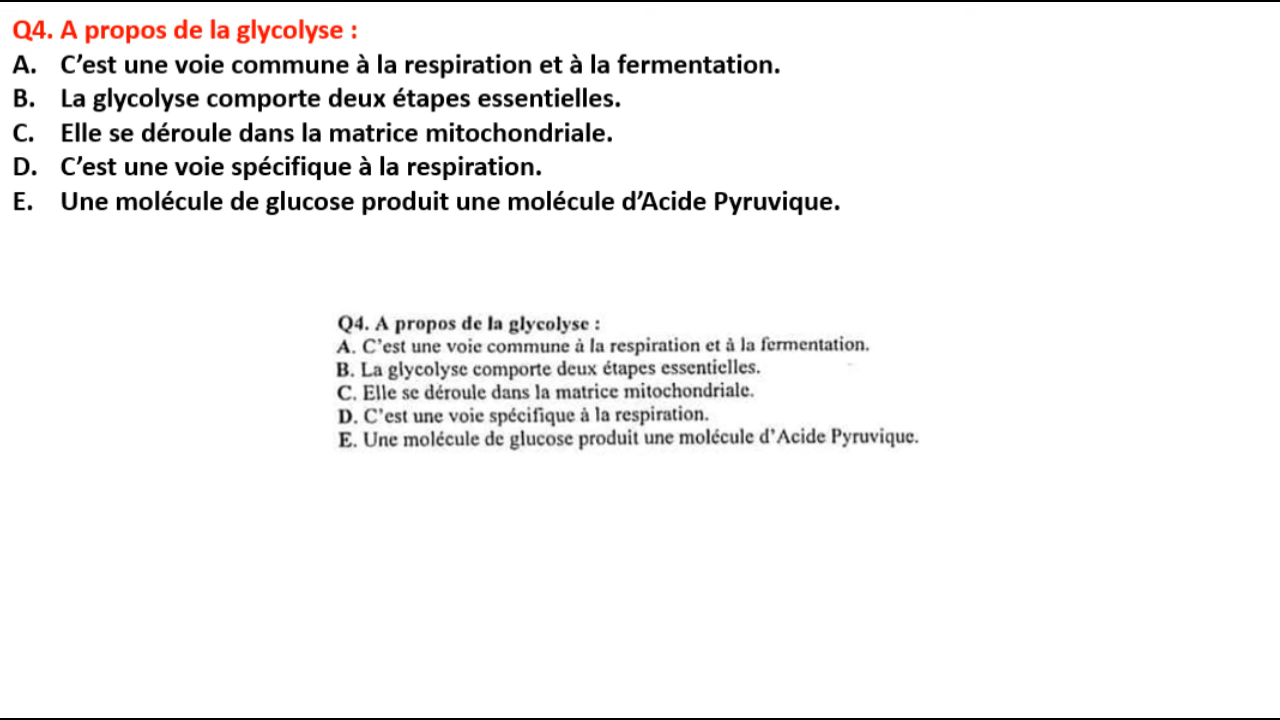 Q4. A propos de la glycolyse :
A. C’est une voie commune à la respiration et à la fermentation.
B. La glycolyse comporte deux étapes essentielles.
C. Elle se déroule dans la matrice mitochondriale.
D. C’est une voie spécifique à la respiration.
E. Une molécule de glucose produit une molécule d’Acide Pyruvique.
Q4. A propos de la glycolyse :
A. C’est une voie commune à la respiration et à la fermentation.
B. La glycolyse comporte deux étapes essentielles.
C. Elle se déroule dans la matrice mitochondriale.
D. C’est une voie spécifique à la respiration.
E. Une molécule de glucose produit une molécule d’Acide Pyruvique.